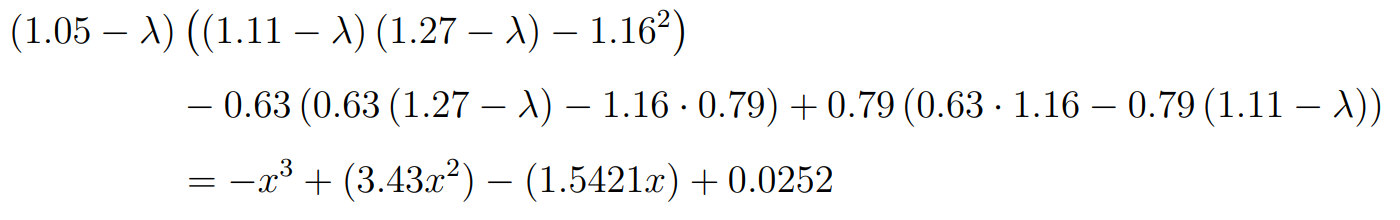 (1.05 − λ) ((1.11 − λ) (1.27 − λ) − 1.16²)
− 0.63 (0.63 (1.27 − λ) − 1.16 · 0.79) + 0.79 (0.63 · 1.16 − 0.79 (1.11 − λ))
= −x³ + (3.43x²) − (1.5421x) + 0.0252